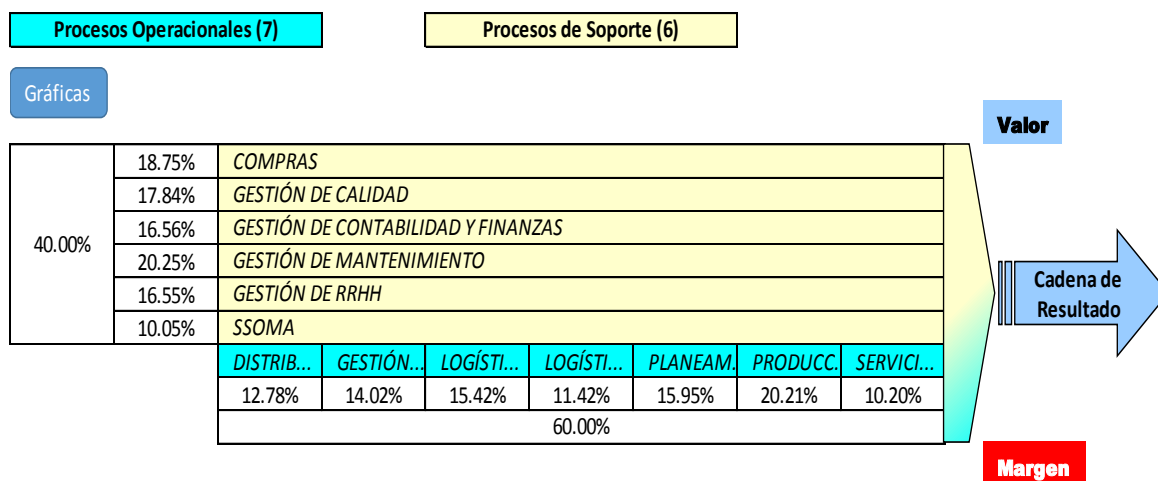 Procesos Operacionales (7)
Procesos de Soporte (6)
Gráficas
Valor
40.00%
18.75% COMPRAS
17.84% GESTIÓN DE CALIDAD
16.56% GESTIÓN DE CONTABILIDAD Y FINANZAS
20.25% GESTIÓN DE MANTENIMIENTO
16.55% GESTIÓN DE RRHH
10.05% SSOMA
Cadena de
Resultado
DISTRIB... GESTIÓN... LOGÍSTI... LOGÍSTI... PLANEAM. PRODUCC. SERVICI...
12.78% 14.02% 15.42% 11.42% 15.95% 20.21% 10.20%
60.00%
Margen